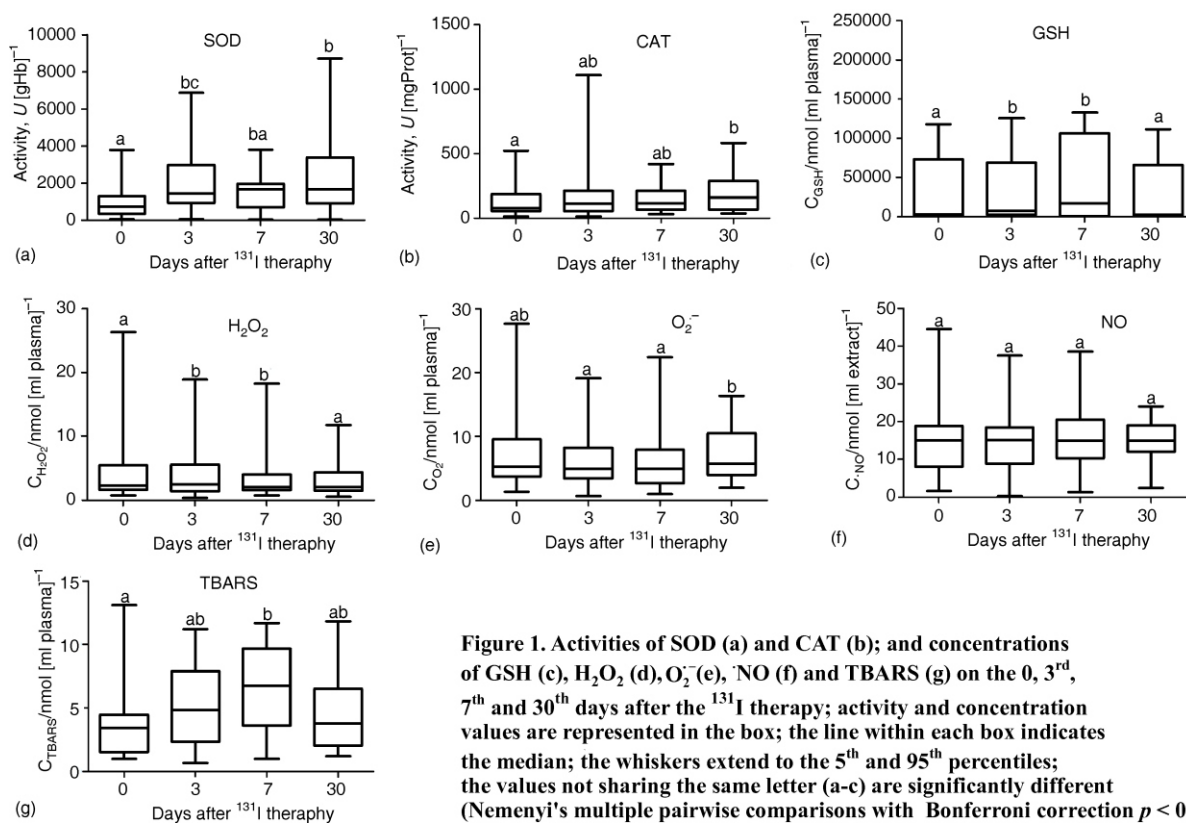 SOD
10000
8000
6000
4000
2000
0
Activity, U [gHb]⁻¹
a
bc
ba
b
0 3 7 30
(a)
Days after ¹³¹I theraphy
CAT
1500
1000
500
0
Activity, U [mgProt]⁻¹
a
ab
ab
b
0 3 7 30
(b)
Days after ¹³¹I theraphy
GSH
250000
200000
150000
100000
50000
0
C_GSH/nmol [ml plasma]⁻¹
a
b
b
a
0 3 7 30
(c)
Days after ¹³¹I theraphy
H₂O₂
30
20
10
0
C_H₂O₂/nmol [ml plasma]⁻¹
a
b
b
a
0 3 7 30
(d)
Days after ¹³¹I theraphy
O₂·⁻
30
20
10
0
C_O₂/nmol [ml plasma]⁻¹
ab
a
a
b
0 3 7 30
(e)
Days after ¹³¹I theraphy
NO
50
40
30
20
10
0
C.NO/nmol [ml extract]⁻¹
a
a
a
a
0 3 7 30
(f)
Days after ¹³¹I theraphy
TBARS
15
10
5
0
C_TBARS/nmol [ml plasma]⁻¹
a
ab
b
ab
0 3 7 30
(g)
Days after ¹³¹I theraphy
Figure 1. Activities of SOD (a) and CAT (b); and concentrations
of GSH (c), H₂O₂ (d), O₂·⁻(e), ·NO (f) and TBARS (g) on the 0, 3ʳᵈ,
7ᵗʰ and 30ᵗʰ days after the ¹³¹I therapy; activity and concentration
values are represented in the box; the line within each box indicates
the median; the whiskers extend to the 5ᵗʰ and 95ᵗʰ percentiles;
the values not sharing the same letter (a-c) are significantly different
(Nemenyi's multiple pairwise comparisons with Bonferroni correction p < 0